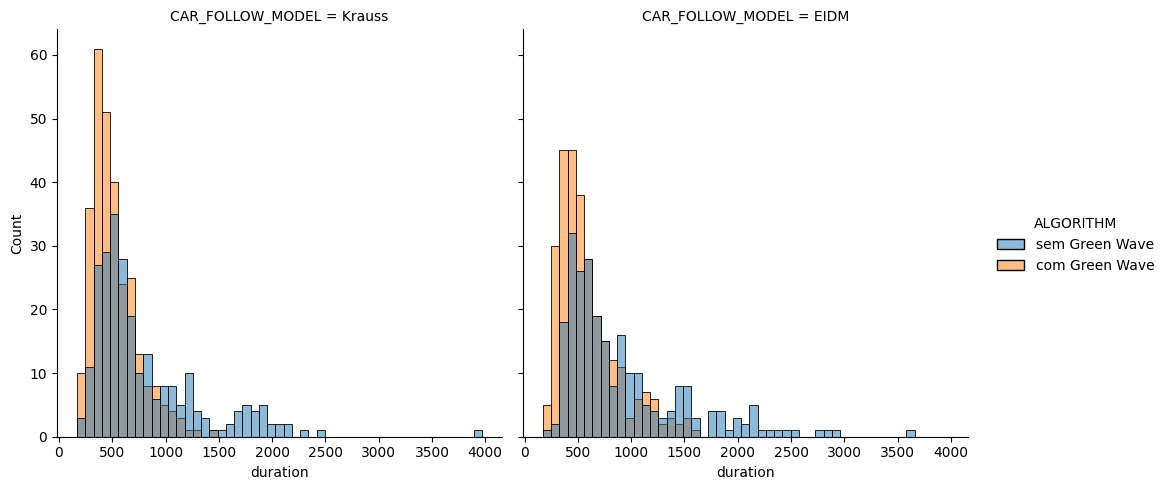 CAR_FOLLOW_MODEL = Krauss
CAR_FOLLOW_MODEL = EIDM
60
50
40
30
20
10
0
Count
0 500 1000 1500 2000 2500 3000 3500 4000
duration
0 500 1000 1500 2000 2500 3000 3500 4000
duration
ALGORITHM
sem Green Wave
com Green Wave